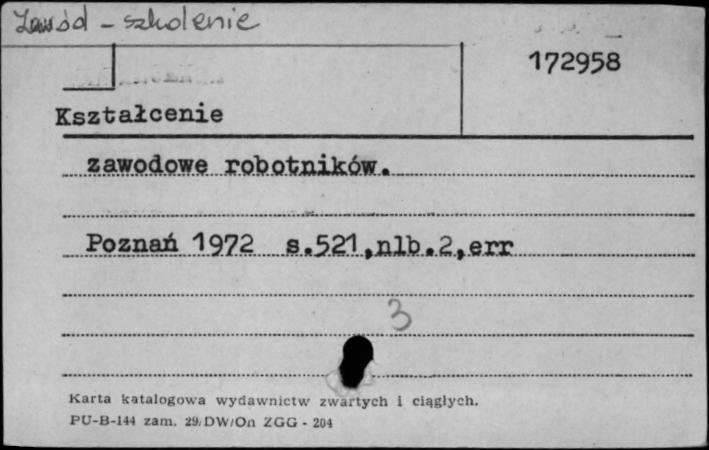 Zawód - szkolenie
172958
Kształcenie
zawodowe robotników.
Poznań 1972 s.521,nlb.2,err
3
Karta katalogowa wydawnictw zwartych i ciągłych.
PU-B-144 zam. 29/DW/On ZGG - 204